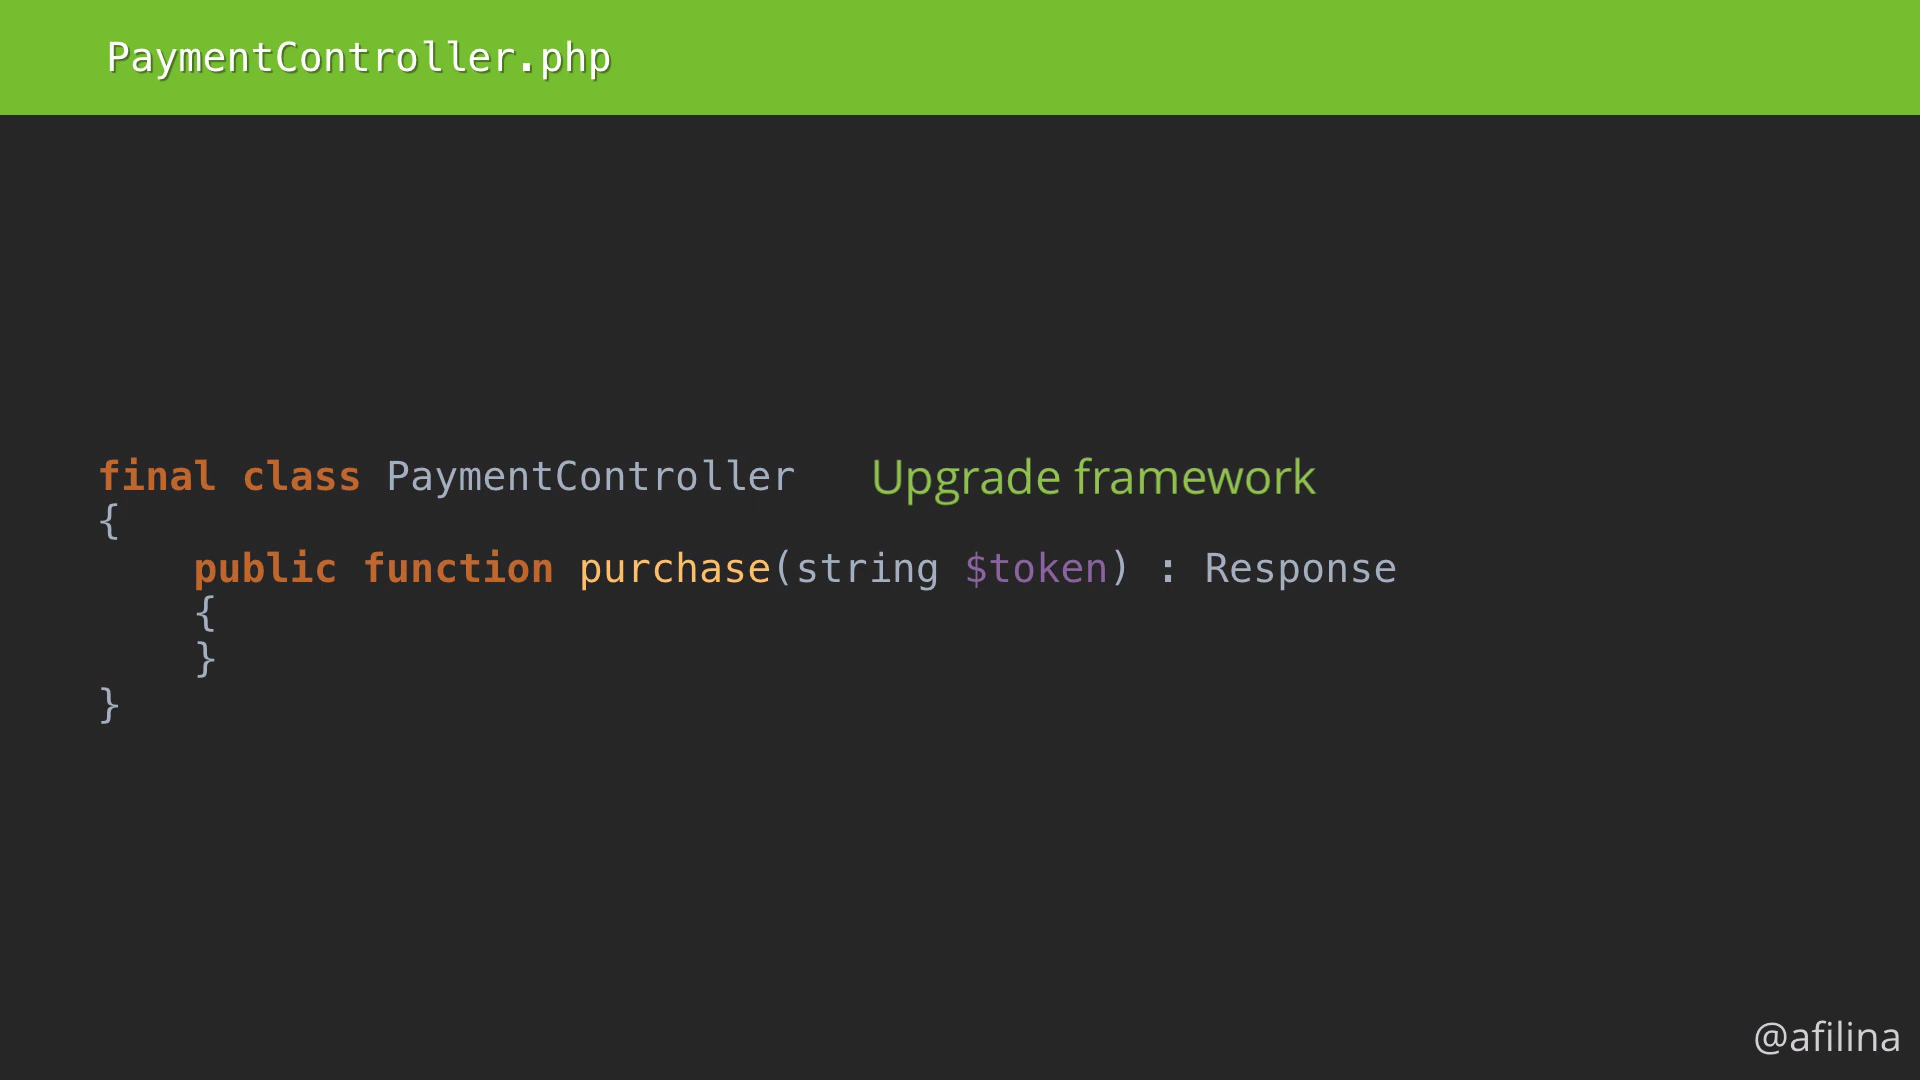 PaymentController.php
final class PaymentController Upgrade framework
{
    public function purchase(string $token) : Response
    {
    }
}
@afilina